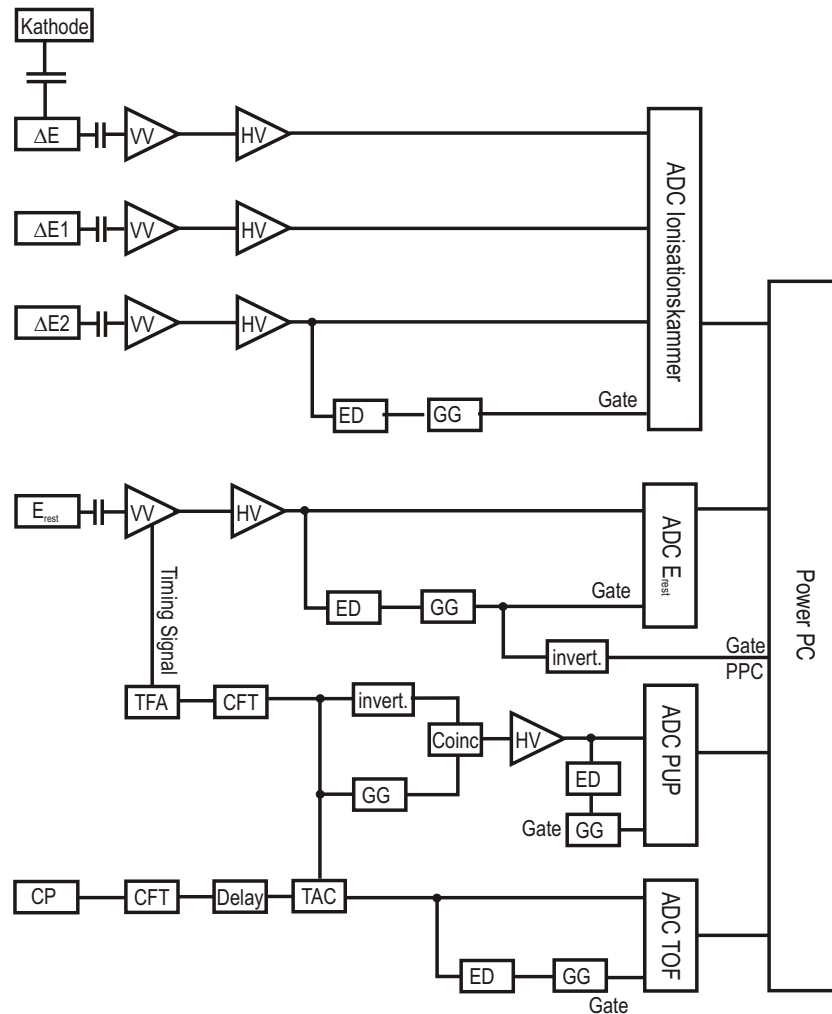 Kathode
ΔE
VV
HV
ADC Ionisationskammer
ΔE1
VV
HV
ΔE2
VV
HV
ED
GG
Gate
Power PC
E_rest
VV
HV
ADC E_rest
Timing Signal
ED
GG
Gate
invert.
Gate
PPC
TFA
CFT
invert.
Coinc
HV
ADC PUP
ED
GG
Gate
GG
CP
CFT
Delay
TAC
ADC TOF
ED
GG
Gate